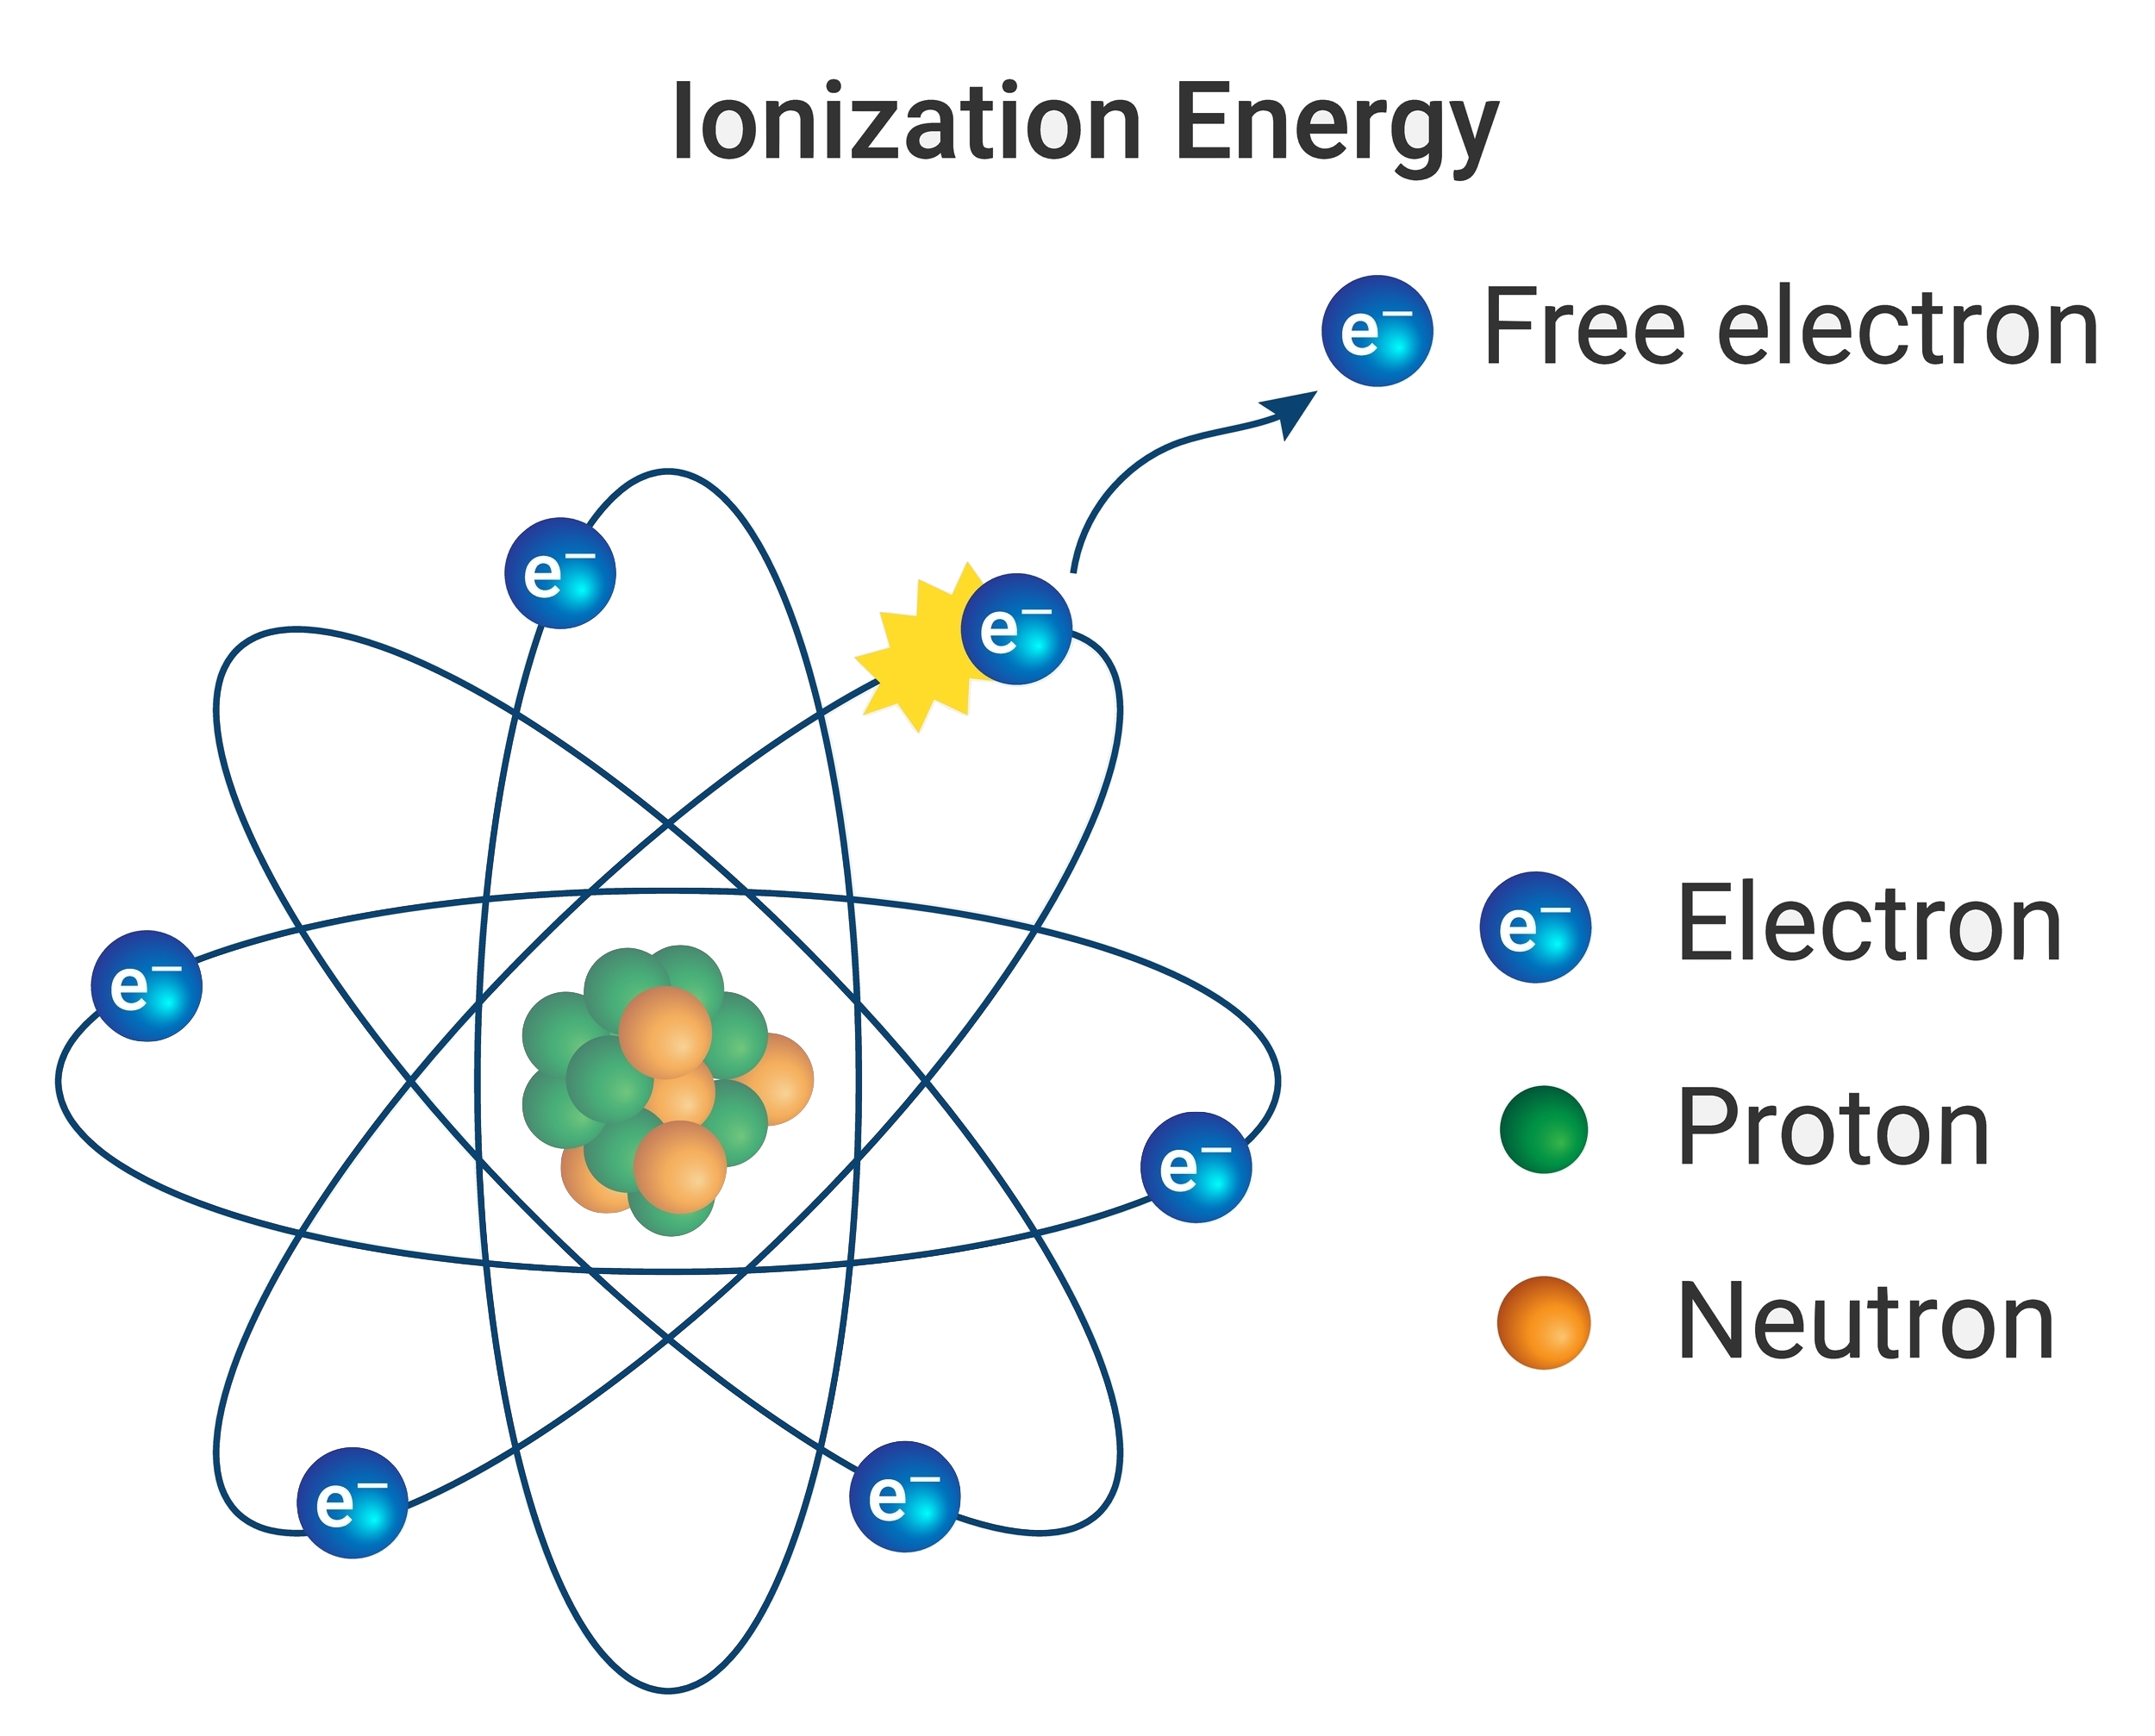 Ionization Energy
e⁻ Free electron
e⁻
e⁻
e⁻ Electron
e⁻
Proton
e⁻
Neutron
e⁻
e⁻